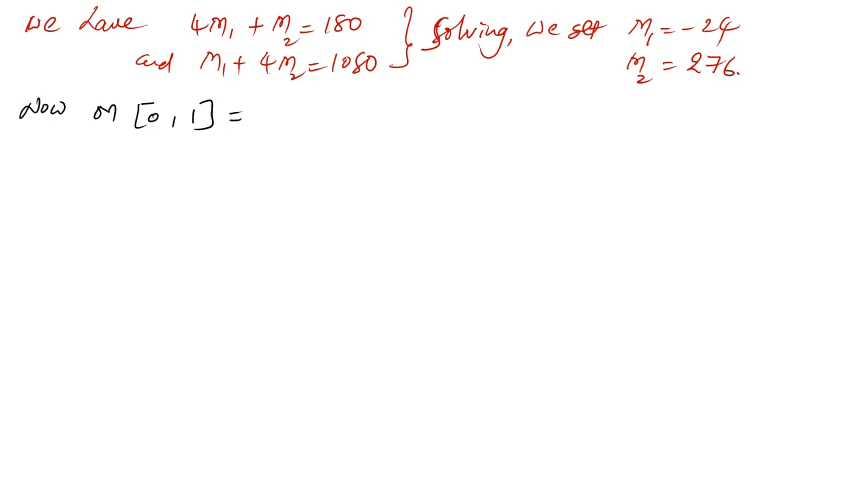 We have 4M₁ + M₂ = 180 } Solving, we get M₁ = -24
and M₁ + 4M₂ = 1080 M₂ = 276.
Now on [0, 1] =